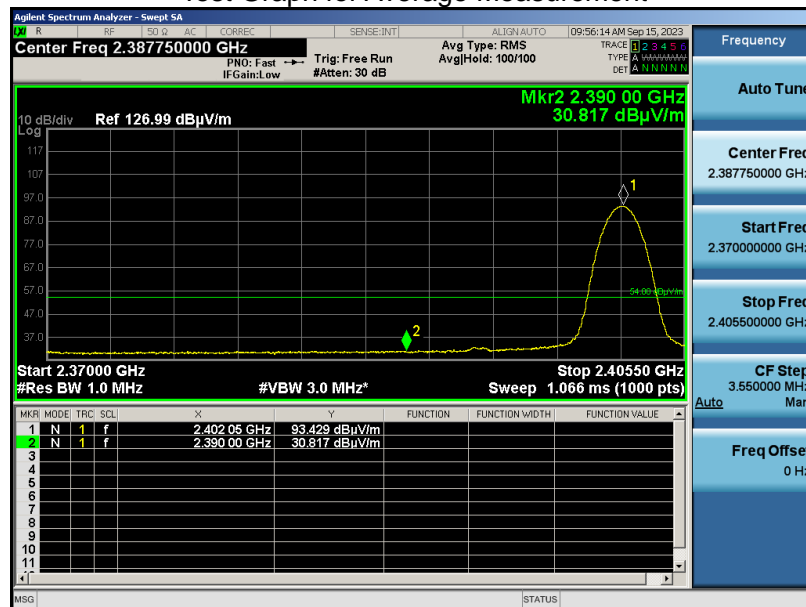 Test Graph for Average Measurement
Agilent Spectrum Analyzer - Swept SA
LXI R RF 50 Ω AC CORREC SENSE:INT ALIGN AUTO 09:56:14 AM Sep 15, 2023
Center Freq 2.387750000 GHz
PNO: Fast
IFGain:Low
Trig: Free Run
#Atten: 30 dB
Avg Type: RMS
Avg|Hold: 100/100
TRACE 1 2 3 4 5 6
TYPE A
DET A N N N N N
Mkr2 2.390 00 GHz
30.817 dBµV/m
10 dB/div Ref 126.99 dBµV/m
Log
117
107
97.0
87.0
77.0
67.0
57.0
47.0
37.0
1
54.00 dBµV/m
2
Start 2.37000 GHz Stop 2.40550 GHz
#Res BW 1.0 MHz #VBW 3.0 MHz* Sweep 1.066 ms (1000 pts)
MKR MODE TRC SCL X Y FUNCTION FUNCTION WIDTH FUNCTION VALUE
1 N 1 f 2.402 05 GHz 93.429 dBµV/m
2 N 1 f 2.390 00 GHz 30.817 dBµV/m
3
4
5
6
7
8
9
10
11
MSG STATUS
Frequency
Auto Tune
Center Freq
2.387750000 GHz
Start Freq
2.370000000 GHz
Stop Freq
2.405500000 GHz
CF Step
3.550000 MHz
Auto Man
Freq Offset
0 Hz